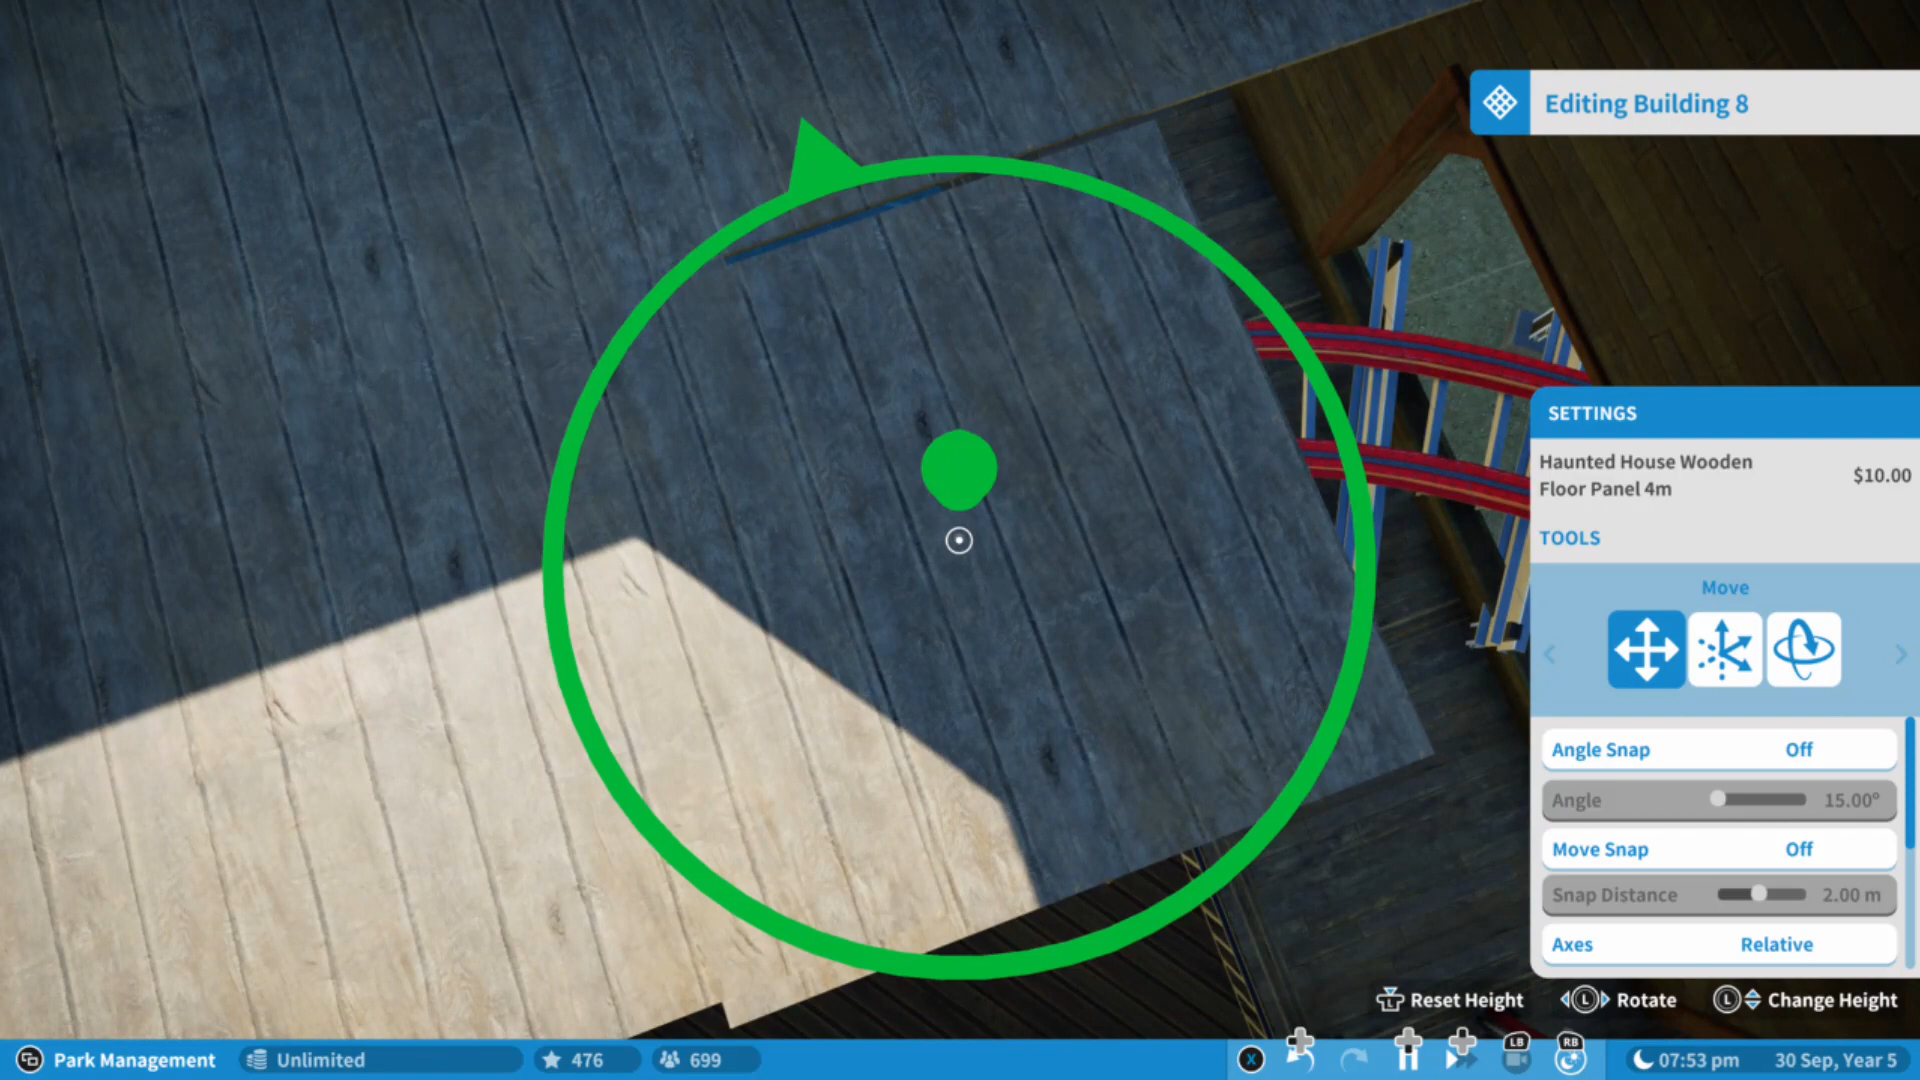 Editing Building 8
SETTINGS
Haunted House Wooden
Floor Panel 4m
$10.00
TOOLS
Move
Angle Snap Off
Angle 15.00°
Move Snap Off
Snap Distance 2.00 m
Axes Relative
L Reset Height L Rotate L Change Height
Park Management Unlimited 476 699 X LB RB 07:53 pm 30 Sep, Year 5